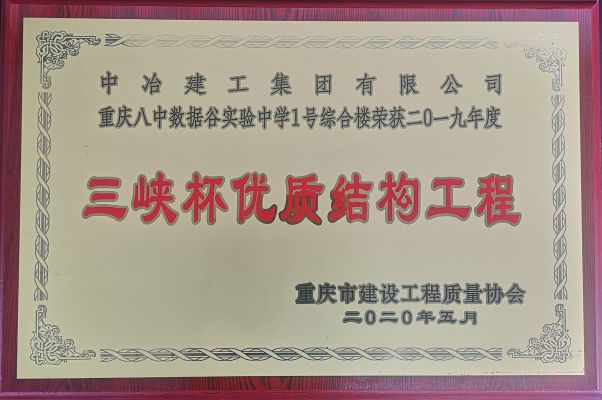 中冶建工集团有限公司
重庆八中数据谷实验中学1号综合楼荣获二0一九年度
三峡杯优质结构工程
重庆市建设工程质量协会
二0二0年五月